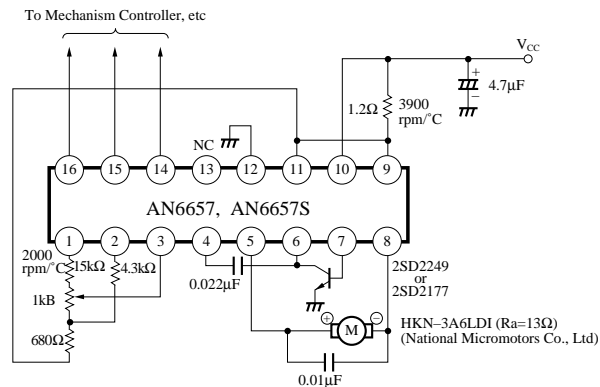 To Mechanism Controller, etc
VCC
4.7μF
1.2Ω
3900
rpm/°C
NC
16 15 14 13 12 11 10 9
AN6657, AN6657S
1 2 3 4 5 6 7 8
2000
rpm/°C
15kΩ
4.3kΩ
0.022μF
2SD2249
or
2SD2177
1kB
680Ω
M
HKN–3A6LDI (Ra=13Ω)
(National Micromotors Co., Ltd)
0.01μF